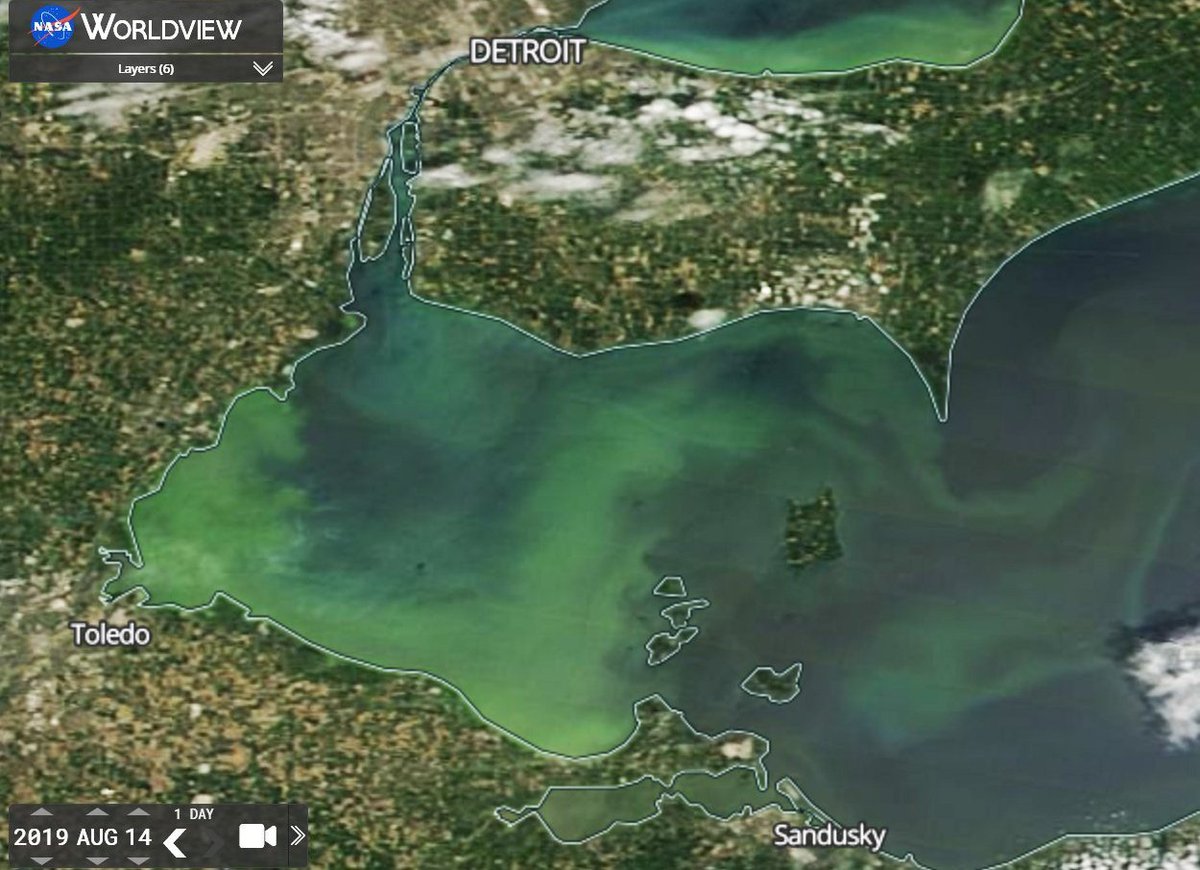 NASA WORLDVIEW
Layers (6)
DETROIT
Toledo
1 DAY
2019 AUG 14
Sandusky